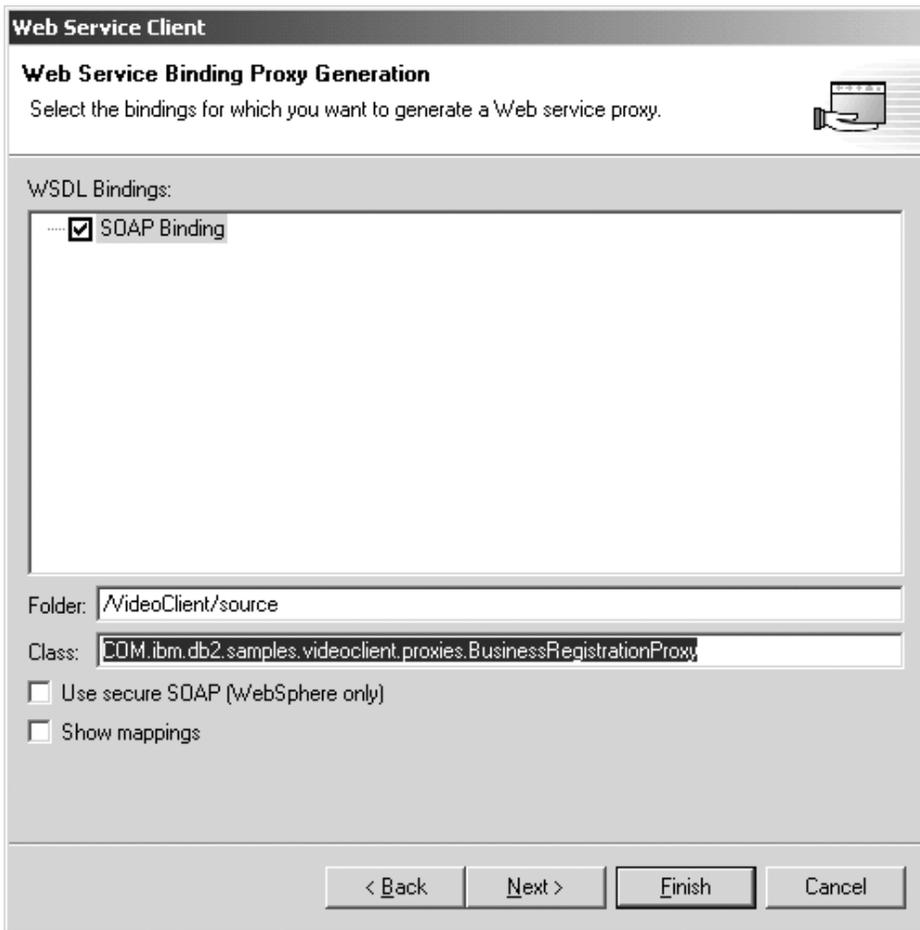 Web Service Client
Web Service Binding Proxy Generation
Select the bindings for which you want to generate a Web service proxy.
WSDL Bindings:
SOAP Binding
Folder: /VideoClient/source
Class: COM.ibm.db2.samples.videoclient.proxies.BusinessRegistrationProxy
Use secure SOAP (WebSphere only)
Show mappings
< Back Next > Finish Cancel